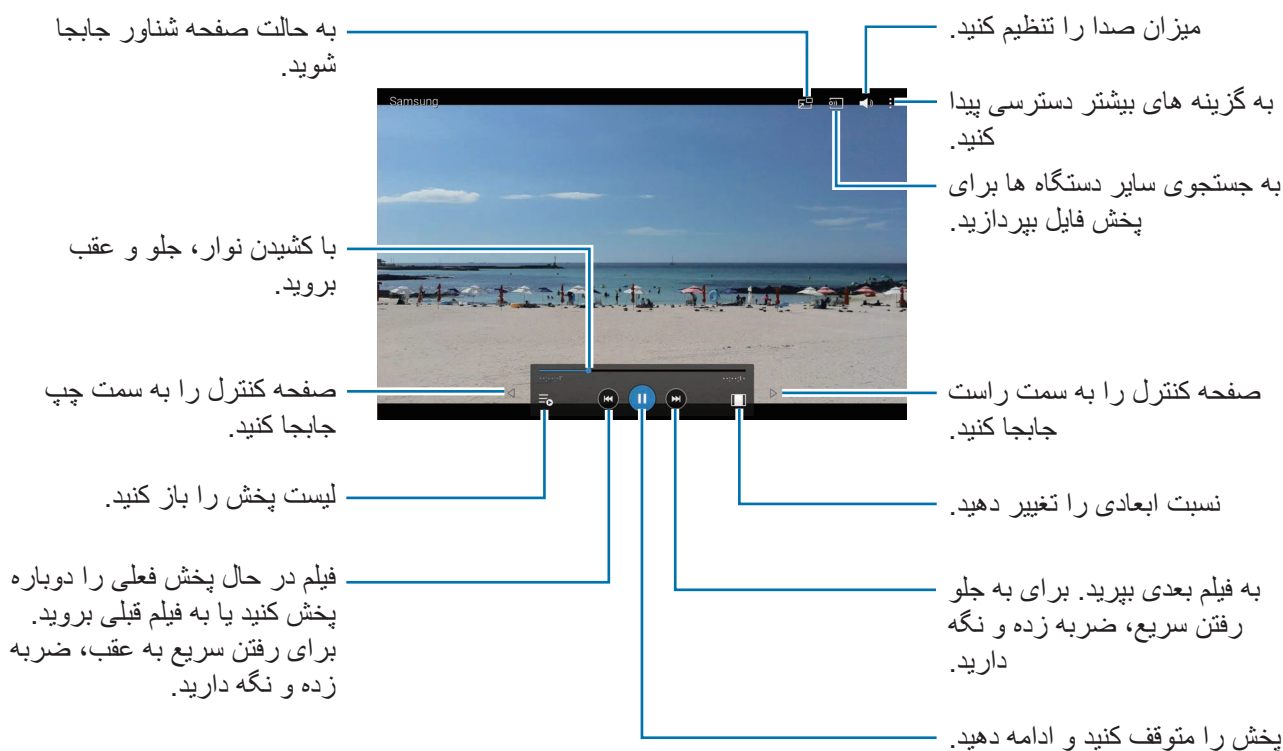 میزان صدا را تنظیم کنید.
به گزینه های بیشتر دسترسی پیدا
کنید.
به جستجوی سایر دستگاه ها برای
پخش فایل بپردازید.
صفحه کنترل را به سمت راست
جابجا کنید.
نسبت ابعادی را تغییر دهید.
به فیلم بعدی بپرید. برای به جلو
رفتن سریع، ضربه زده و نگه
دارید.
پخش را متوقف کنید و ادامه دهید.
به حالت صفحه شناور جابجا
شوید.
Samsung
با کشیدن نوار، جلو و عقب
بروید.
صفحه کنترل را به سمت چپ
جابجا کنید.
لیست پخش را باز کنید.
فیلم در حال پخش فعلی را دوباره
پخش کنید یا به فیلم قبلی بروید.
برای رفتن سریع به عقب، ضربه
زده و نگه دارید.